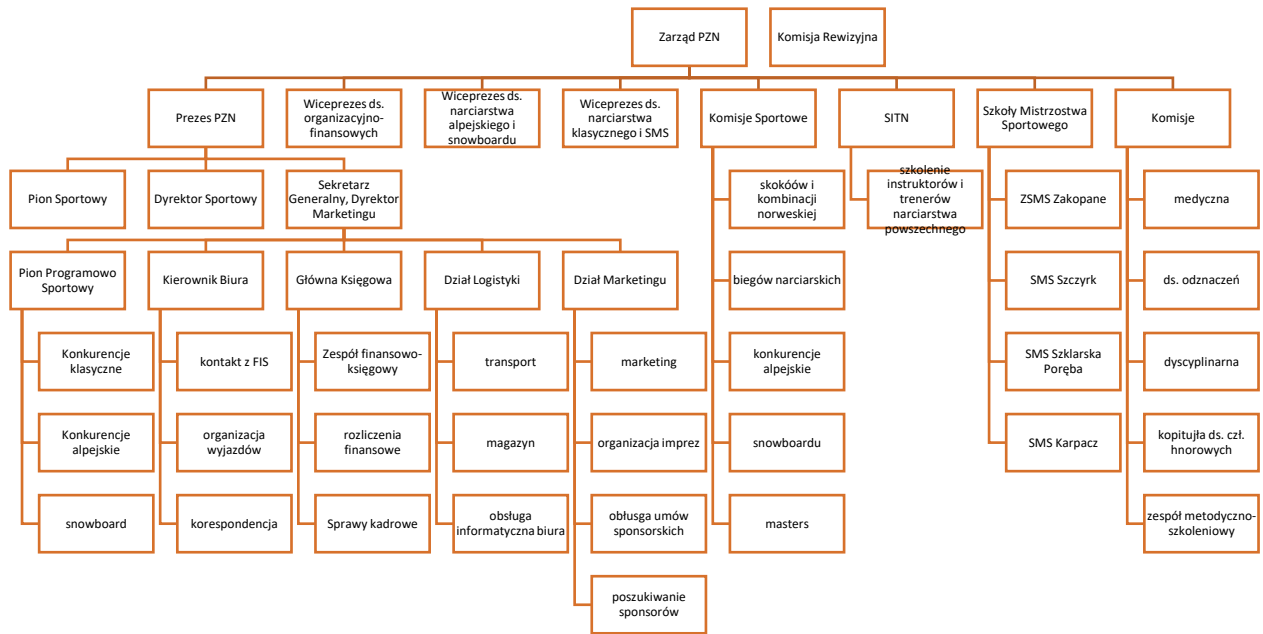 Zarząd PZN
Komisja Rewizyjna
Prezes PZN
Wiceprezes ds.
organizacyjno-
finansowych
Wiceprezes ds.
narciarstwa
alpejskiego i
snowboardu
Wiceprezes ds.
narciarstwa
klasycznego i SMS
Komisje Sportowe
SITN
Szkoły Mistrzostwa
Sportowego
Komisje
Pion Sportowy
Dyrektor Sportowy
Sekretarz
Generalny, Dyrektor
Marketingu
skokóów i
kombinacji
norweskiej
szkolenie
instruktorów i
trenerów
narciarstwa
powszechnego
ZSMS Zakopane
medyczna
Pion Programowo
Sportowy
Kierownik Biura
Główna Księgowa
Dział Logistyki
Dział Marketingu
biegów narciarskich
SMS Szczyrk
ds. odznaczeń
Konkurencje
klasyczne
kontakt z FIS
Zespół finansowo-
księgowy
transport
marketing
konkurencje
alpejskie
SMS Szklarska
Poręba
dyscyplinarna
Konkurencje
alpejskie
organizacja
wyjazdów
rozliczenia
finansowe
magazyn
organizacja imprez
snowboardu
SMS Karpacz
kopitujła ds. czł.
hnorowych
snowboard
korespondencja
Sprawy kadrowe
obsługa
informatyczna biura
obłusga umów
sponsorskich
masters
zespół metodyczno-
szkoleniowy
poszukiwanie
sponsorów